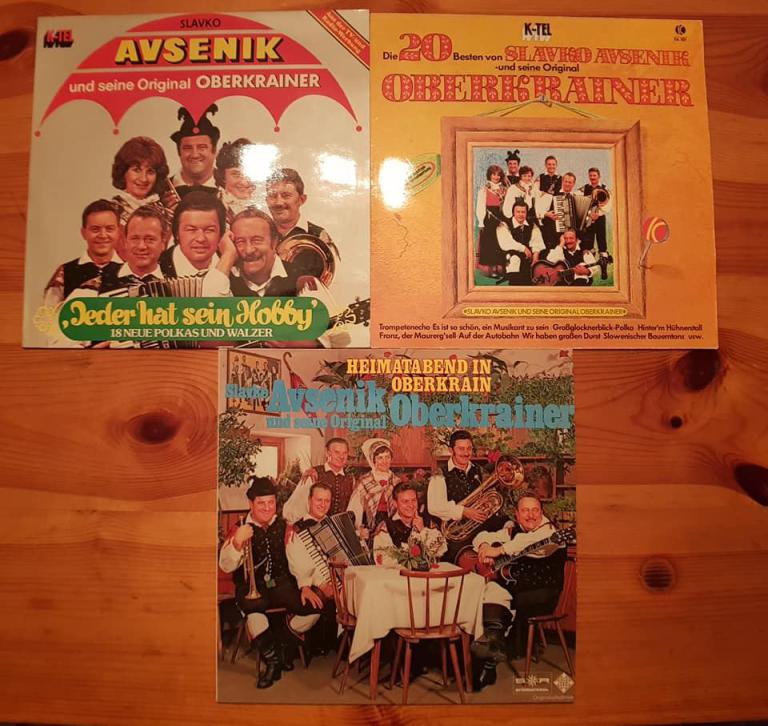 K-TEL
SLAVKO
AVSENIK
und seine Original OBERKRAINER
'Jeder hat sein Hobby'
18 NEUE POLKAS UND WALZER
K-TEL
Die 20 Besten von SLAVKO AVSENIK
-und seine Original
OBERKRAINER
SLAVKO AVSENIK UND SEINE ORIGINAL OBERKRAINER
Trompetenecho Es ist so schön, ein Musikant zu sein Großglocknerblick-Polka Hinter'm Hühnerstall
Franz, der Maurerg'sell Auf der Autobahn Wir haben großen Durst Slowenischer Bauerntanz usw.
HEIMATABEND IN
OBERKRAIN
Slavko Avsenik
und seine Original Oberkrainer